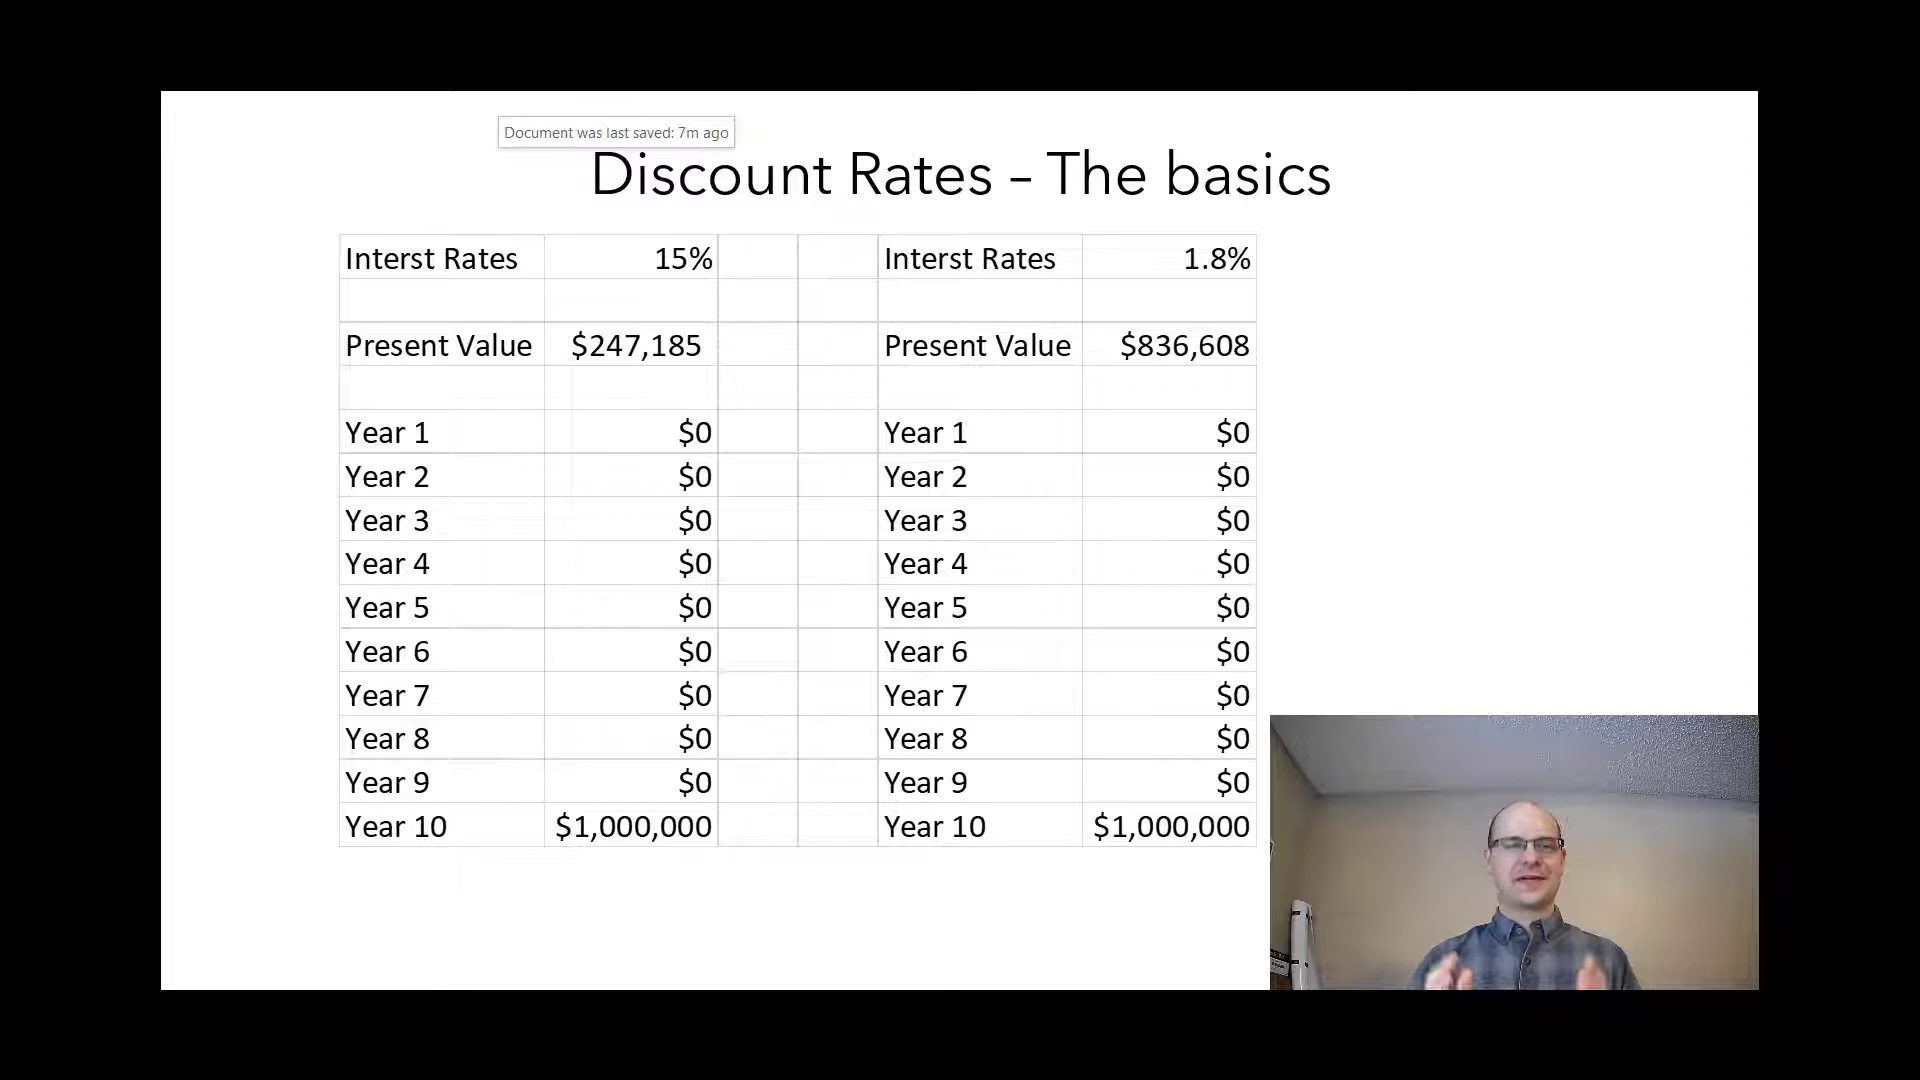 Document was last saved: 7m ago
Discount Rates – The basics
Interst Rates 15% Interst Rates 1.8%
Present Value $247,185 Present Value $836,608
Year 1 $0 Year 1 $0
Year 2 $0 Year 2 $0
Year 3 $0 Year 3 $0
Year 4 $0 Year 4 $0
Year 5 $0 Year 5 $0
Year 6 $0 Year 6 $0
Year 7 $0 Year 7 $0
Year 8 $0 Year 8 $0
Year 9 $0 Year 9 $0
Year 10 $1,000,000 Year 10 $1,000,000